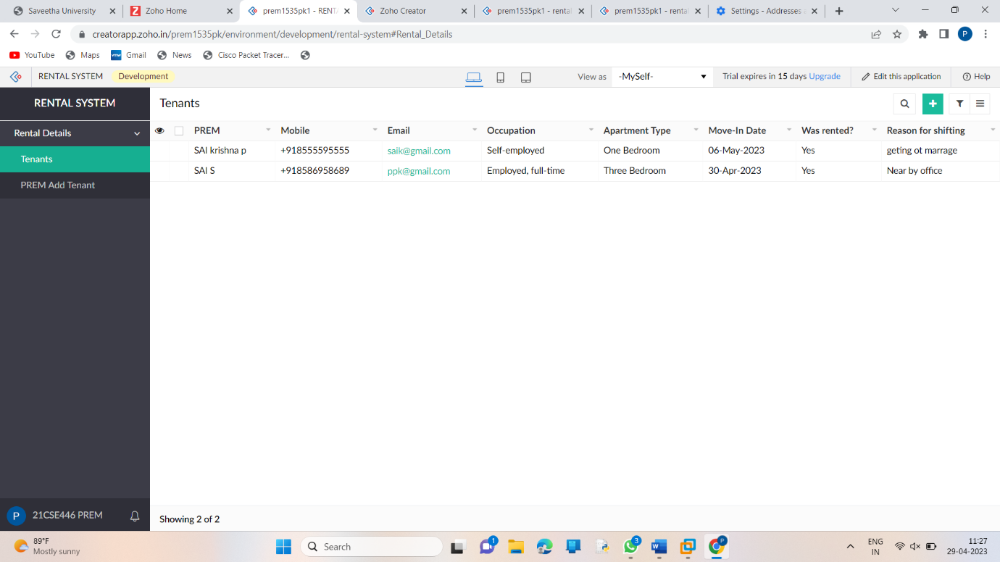 Saveetha University
Zoho Home
prem1535pk1 - RENT
Zoho Creator
prem1535pk1 - rental
prem1535pk1 - rental
Settings - Addresses a
creatorapp.zoho.in/prem1535pk/environment/development/rental-system#Rental_Details
P
YouTube
Maps
Gmail
News
Cisco Packet Tracer...
RENTAL SYSTEM
Development
View as
-MySelf-
Trial expires in 15 days Upgrade
Edit this application
Help
RENTAL SYSTEM
Tenants
Rental Details
Tenants
PREM Add Tenant
PREM Mobile Email Occupation Apartment Type Move-In Date Was rented? Reason for shifting
SAI krishna p +918555595555 saik@gmail.com Self-employed One Bedroom 06-May-2023 Yes geting ot marrage
SAI S +918586958689 ppk@gmail.com Employed, full-time Three Bedroom 30-Apr-2023 Yes Near by office
P 21CSE446 PREM
Showing 2 of 2
89°F
Mostly sunny
Search
1
3
P
ENG
IN
11:27
29-04-2023